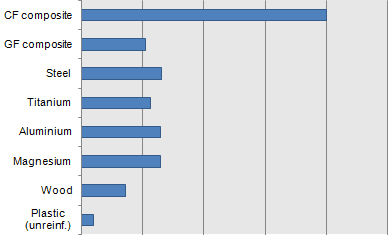 CF composite
GF composite
Steel
Titanium
Aluminium
Magnesium
Wood
Plastic
(unreinf.)